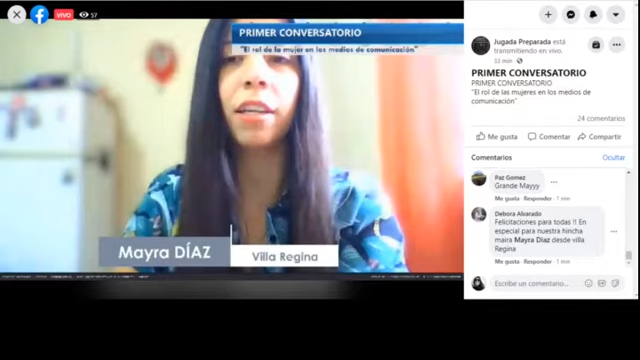 VIVO
57
PRIMER CONVERSATORIO
"El rol de la mujer en los medios de comunicación"
Mayra DÍAZ
Villa Regina
Jugada Preparada está
transmitiendo en vivo.
33 min
PRIMER CONVERSATORIO
PRIMER CONVERSATORIO
"El rol de las mujeres en los medios de
comunicación"
24 comentarios
Me gusta
Comentar
Compartir
Comentarios
Ocultar
Paz Gomez
Grande Mayyy
Me gusta · Responder · 1 min
Debora Alvarado
Felicitaciones para todas !! En
especial para nuestra hincha
maira Mayra Diaz desde villa
Regina
Me gusta · Responder · 1 min
Escribe un comentario...